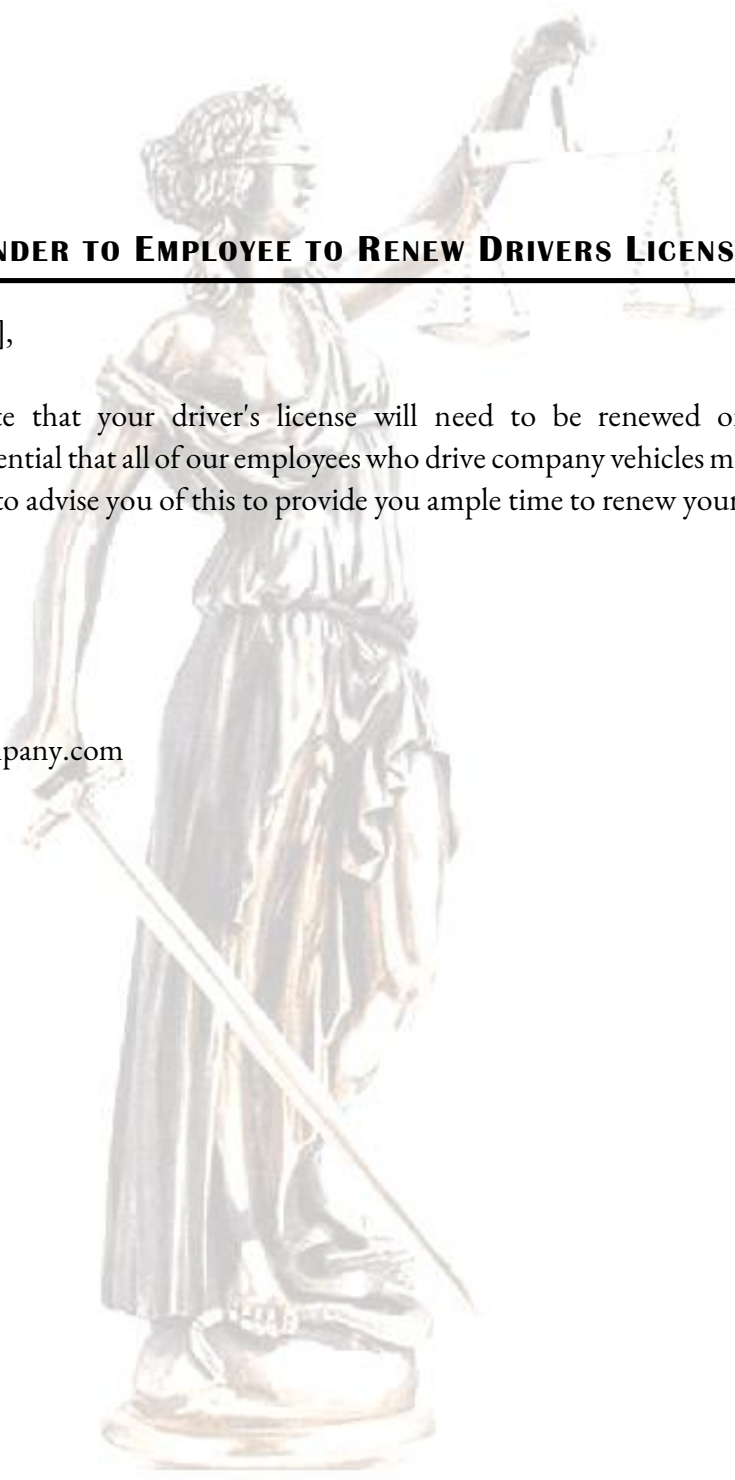 NDER TO EMPLOYEE TO RENEW DRIVERS LICENS
],
te that your driver's license will need to be renewed o
ential that all of our employees who drive company vehicles m
to advise you of this to provide you ample time to renew your
pany.com